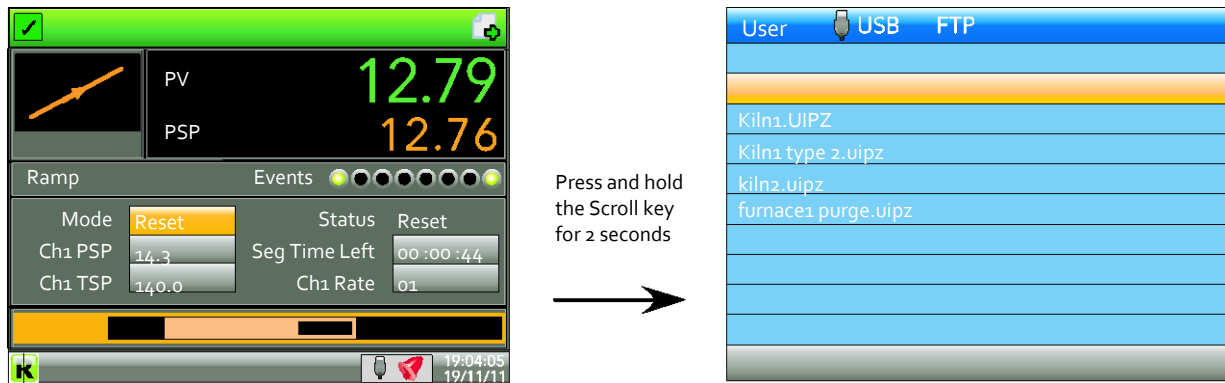 PV 12.79
PSP 12.76
Ramp Events
Mode Reset Status Reset
Ch1 PSP 14.3 Seg Time Left 00:00:44
Ch1 TSP 140.0 Ch1 Rate 01
19:04:05
19/11/11
Press and hold
the Scroll key
for 2 seconds
User USB FTP
Kiln1.UIPZ
Kiln1 type 2.uipz
kiln2.uipz
furnace1 purge.uipz